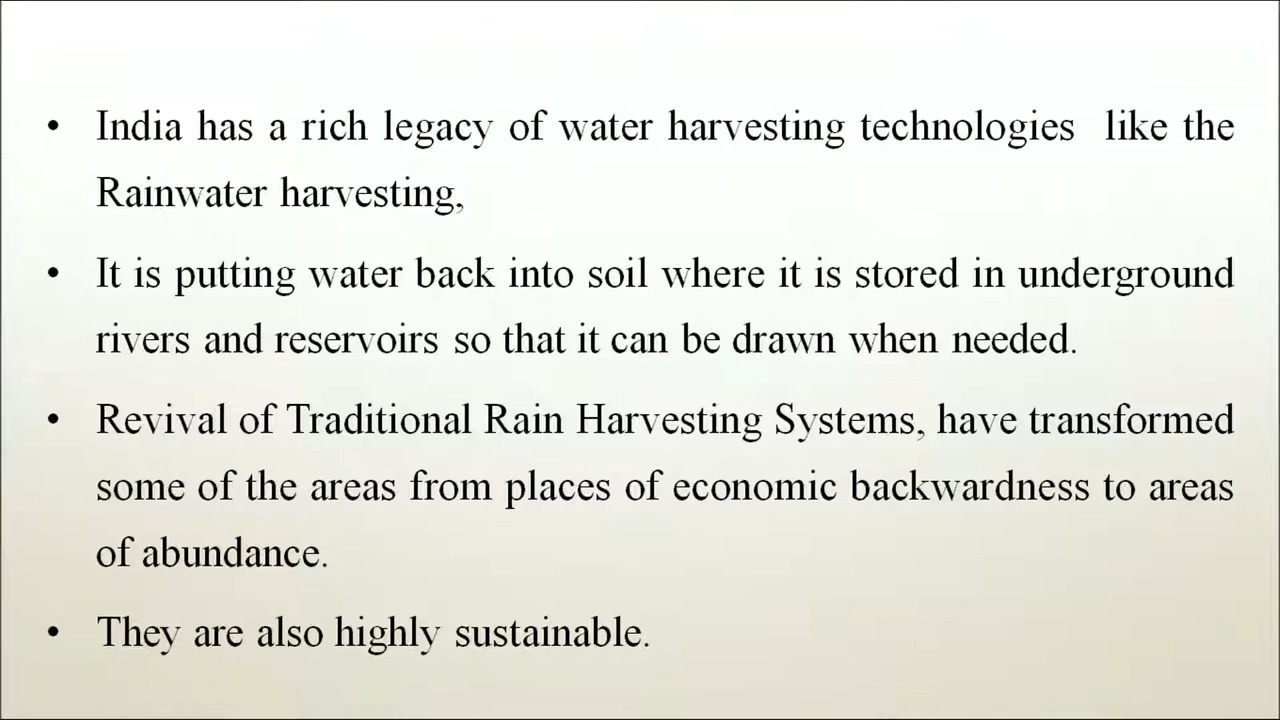 • India has a rich legacy of water harvesting technologies  like the
Rainwater harvesting,
• It is putting water back into soil where it is stored in underground
rivers and reservoirs so that it can be drawn when needed.
• Revival of Traditional Rain Harvesting Systems, have transformed
some of the areas from places of economic backwardness to areas
of abundance.
• They are also highly sustainable.